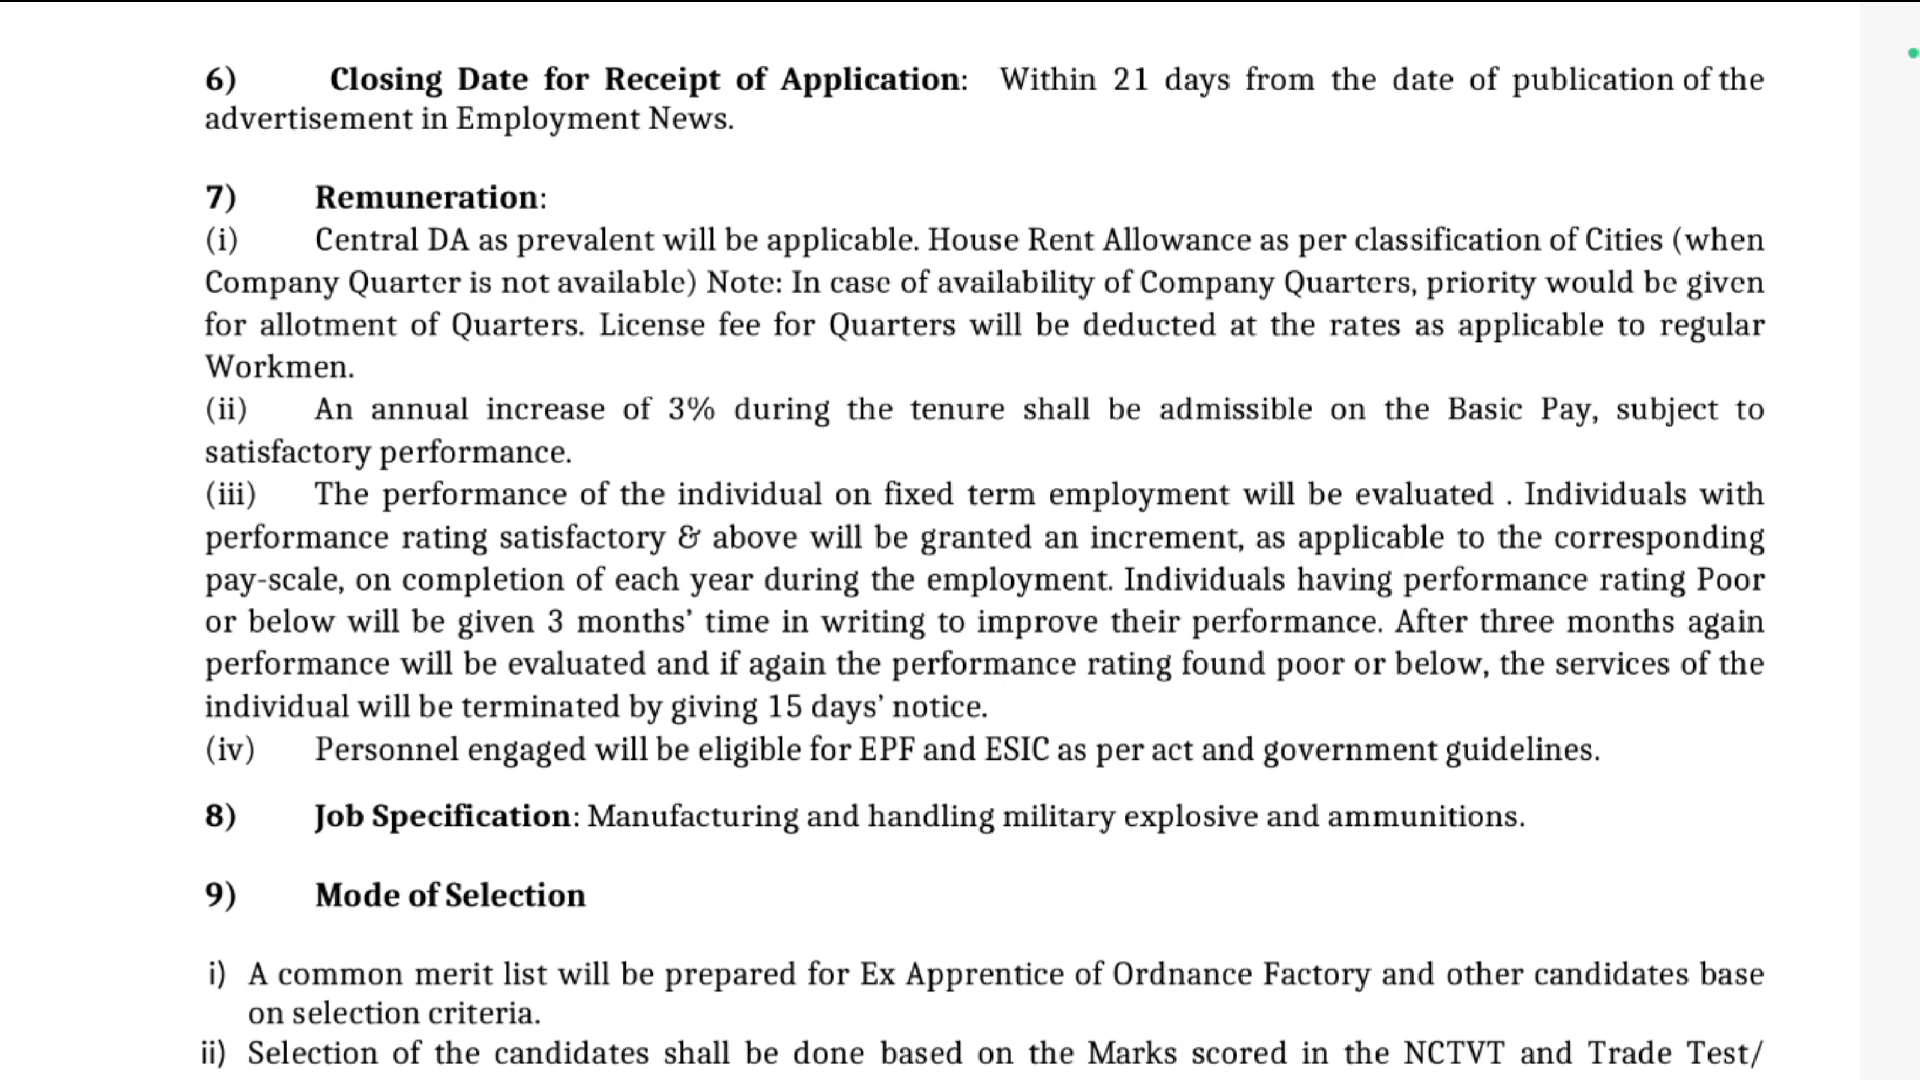 6) Closing Date for Receipt of Application: Within 21 days from the date of publication of the
advertisement in Employment News.
7) Remuneration:
(i) Central DA as prevalent will be applicable. House Rent Allowance as per classification of Cities (when
Company Quarter is not available) Note: In case of availability of Company Quarters, priority would be given
for allotment of Quarters. License fee for Quarters will be deducted at the rates as applicable to regular
Workmen.
(ii) An annual increase of 3% during the tenure shall be admissible on the Basic Pay, subject to
satisfactory performance.
(iii) The performance of the individual on fixed term employment will be evaluated . Individuals with
performance rating satisfactory & above will be granted an increment, as applicable to the corresponding
pay-scale, on completion of each year during the employment. Individuals having performance rating Poor
or below will be given 3 months’ time in writing to improve their performance. After three months again
performance will be evaluated and if again the performance rating found poor or below, the services of the
individual will be terminated by giving 15 days’ notice.
(iv) Personnel engaged will be eligible for EPF and ESIC as per act and government guidelines.
8) Job Specification: Manufacturing and handling military explosive and ammunitions.
9) Mode of Selection
i) A common merit list will be prepared for Ex Apprentice of Ordnance Factory and other candidates base
on selection criteria.
ii) Selection of the candidates shall be done based on the Marks scored in the NCTVT and Trade Test/